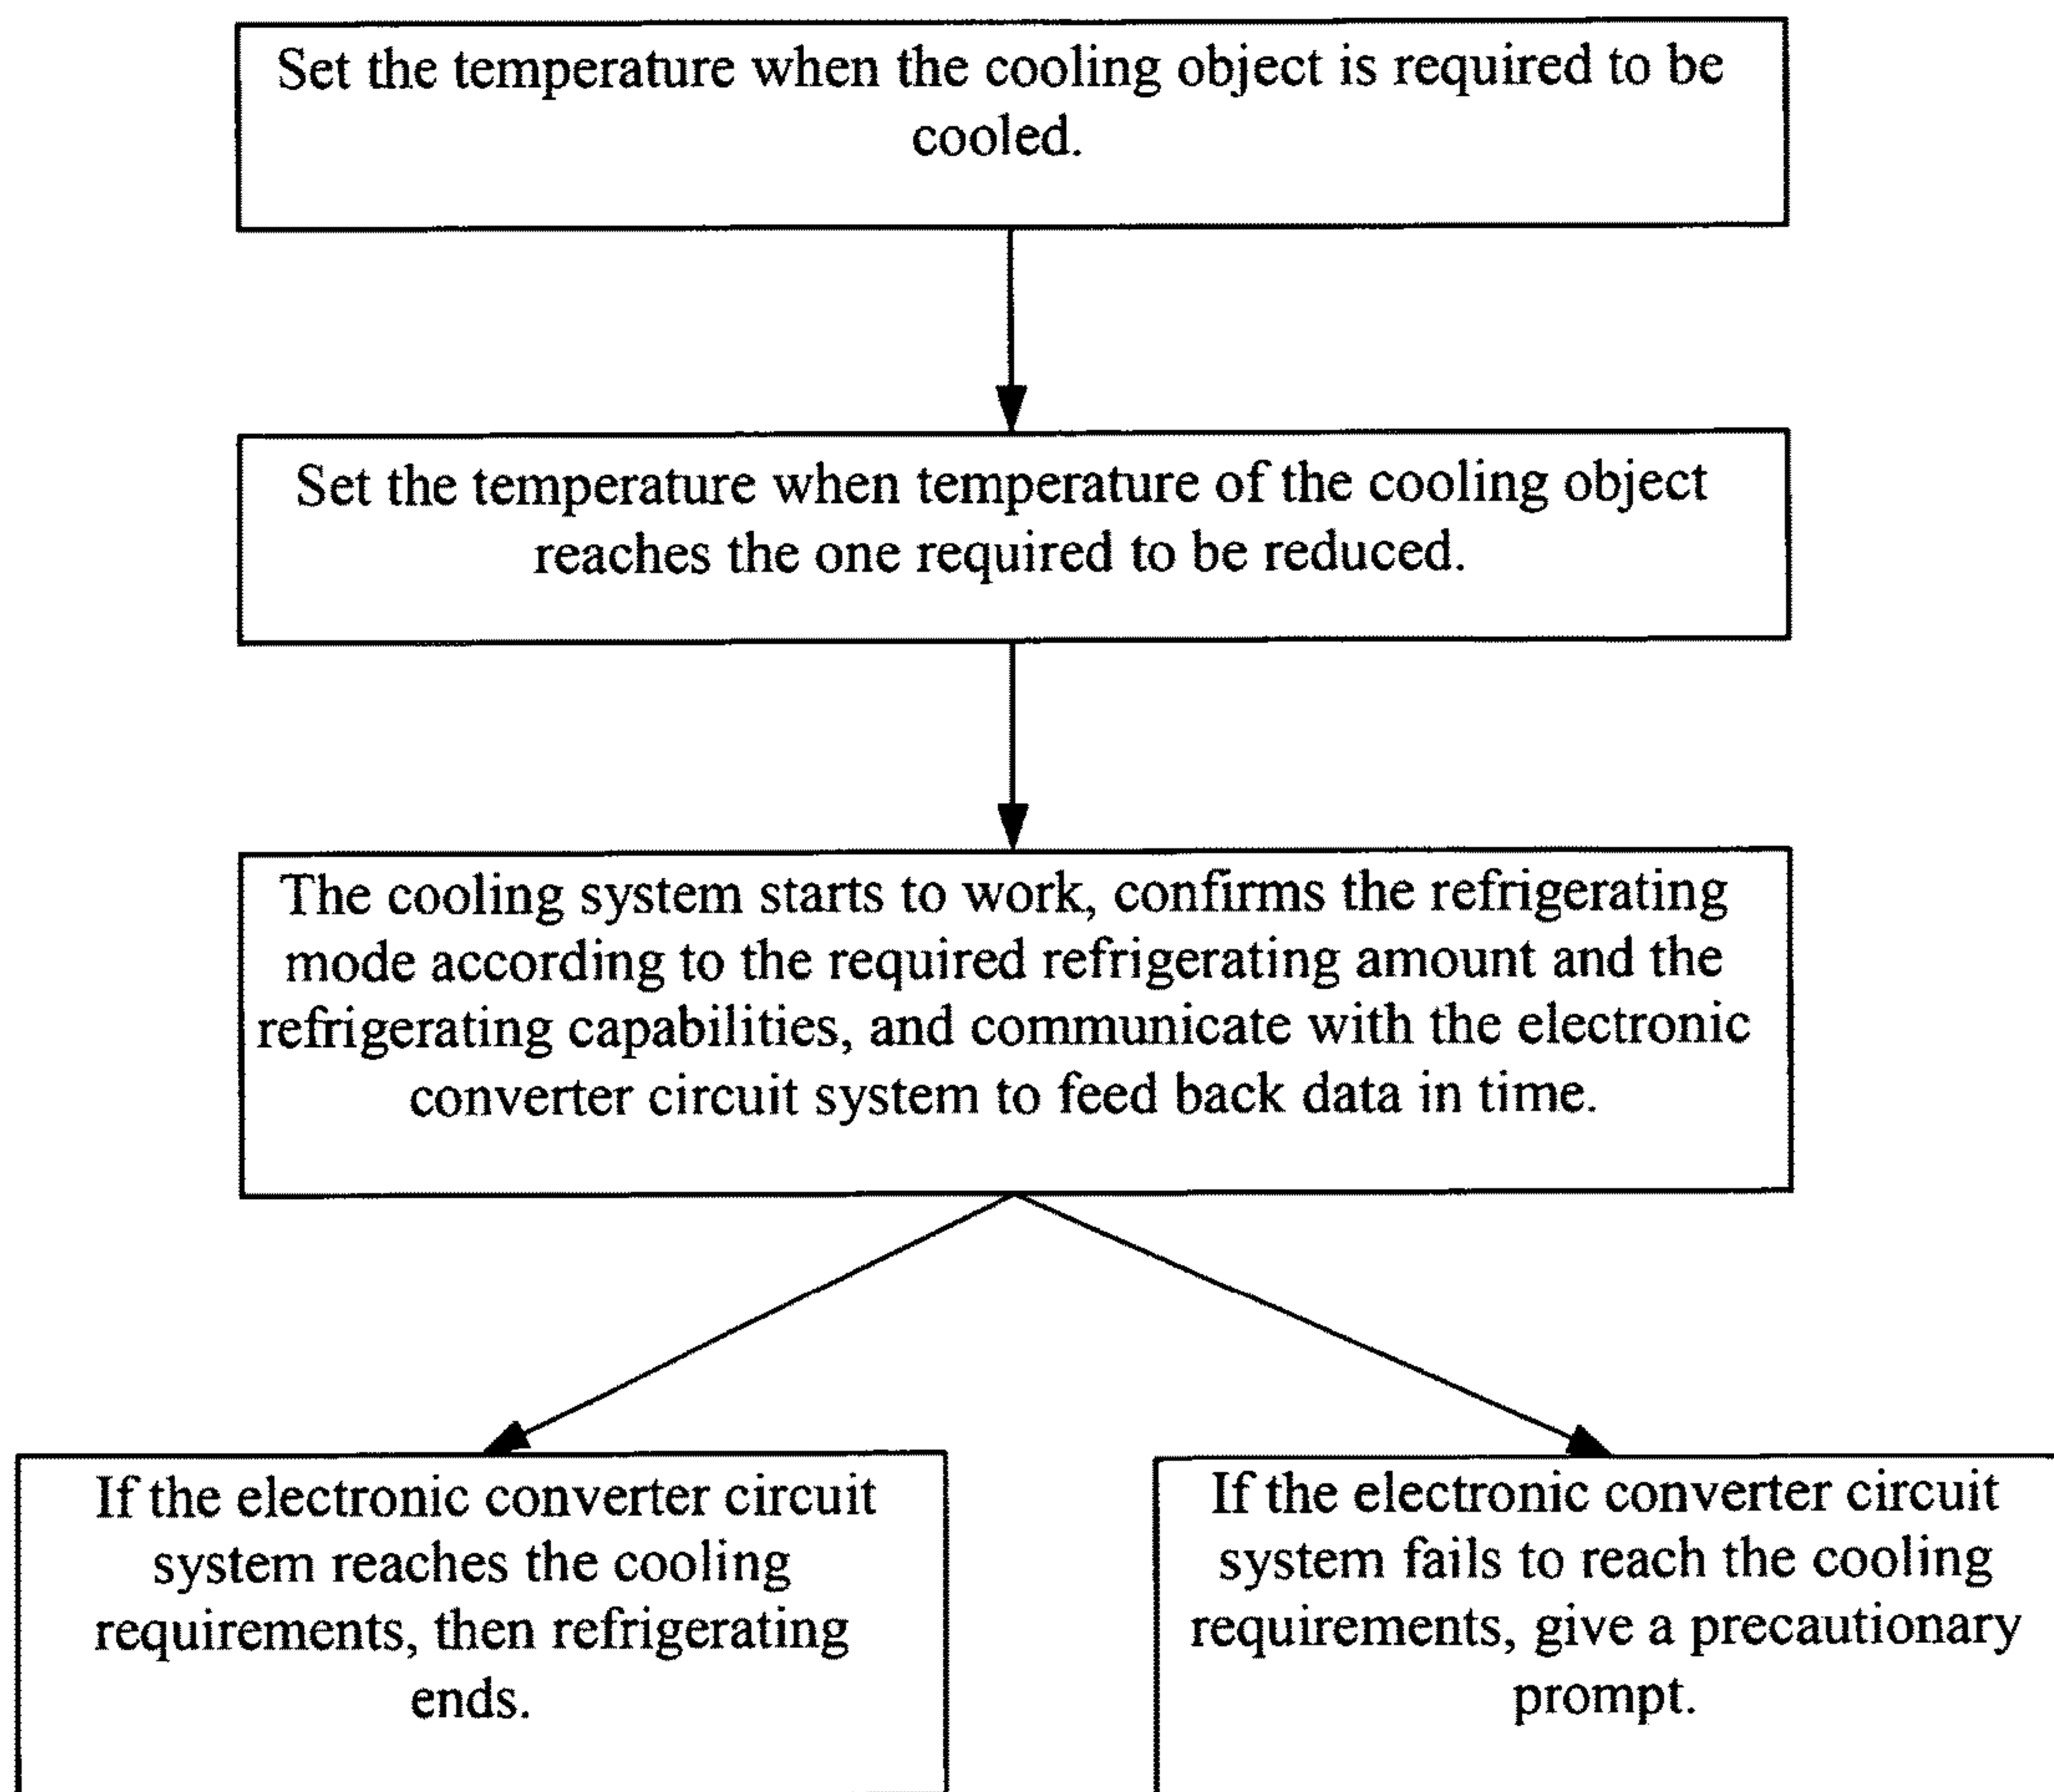 Set the temperature when the cooling object is required to be
cooled.
Set the temperature when temperature of the cooling object
reaches the one required to be reduced.
The cooling system starts to work, confirms the refrigerating
mode according to the required refrigerating amount and the
refrigerating capabilities, and communicate with the electronic
converter circuit system to feed back data in time.
If the electronic converter circuit
system reaches the cooling
requirements, then refrigerating
ends.
If the electronic converter circuit
system fails to reach the cooling
requirements, give a precautionary
prompt.